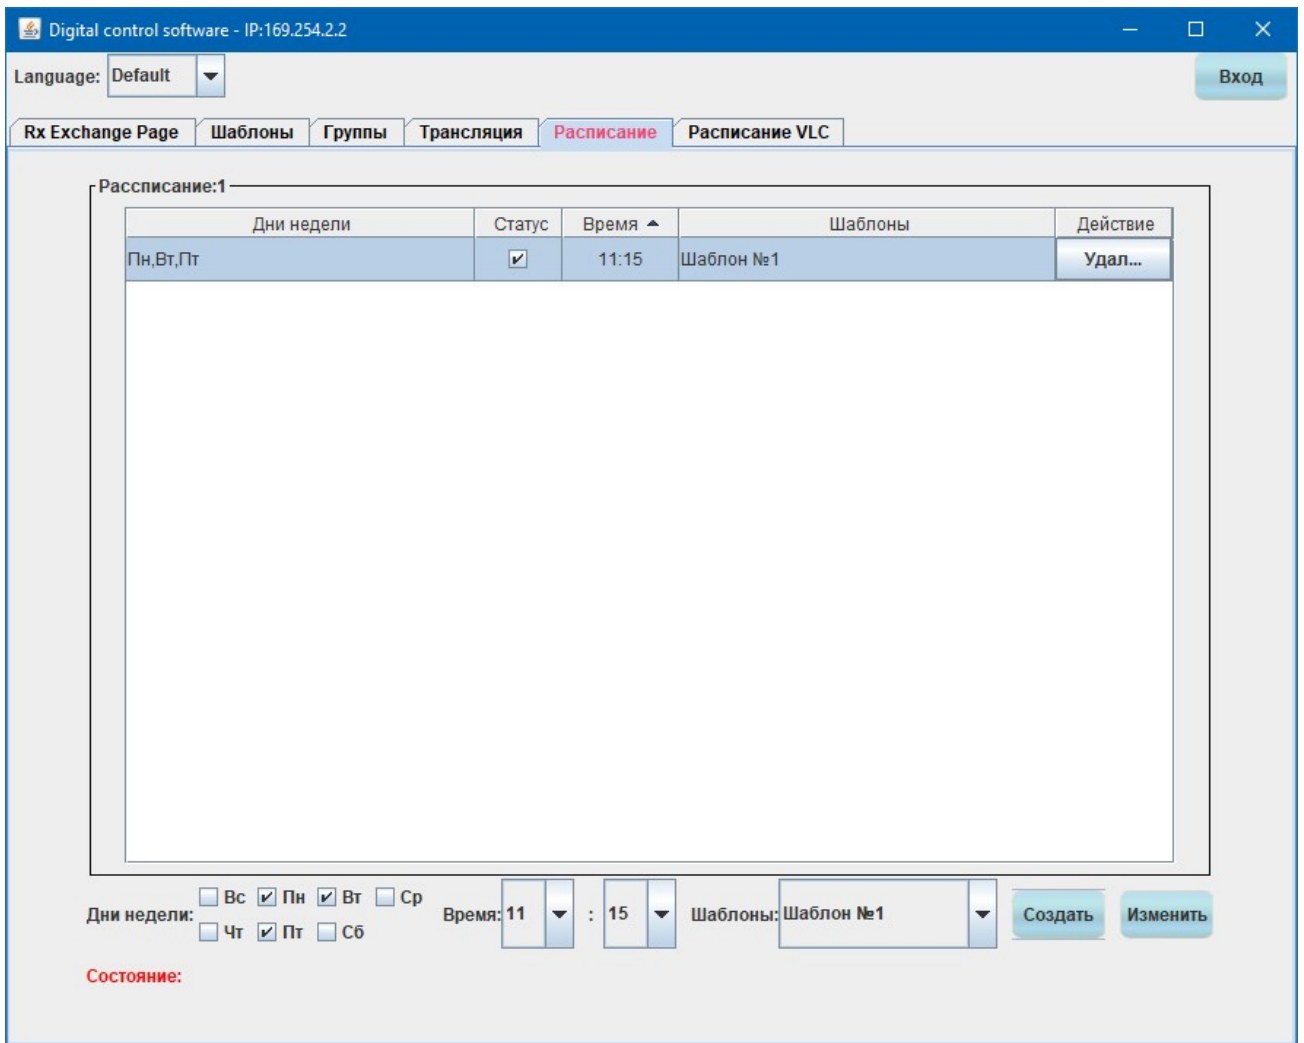 Digital control software - IP:169.254.2.2
Language: Default Вход
Rx Exchange Page Шаблоны Группы Трансляция Расписание Расписание VLC
Рассписание:1
Дни недели Статус Время Шаблоны Действие
Пн,Вт,Пт 11:15 Шаблон №1 Удал...
Вс Пн Вт Ср
Дни недели: Время: 11 : 15 Шаблоны: Шаблон №1 Создать Изменить
Чт Пт Сб
Состояние: